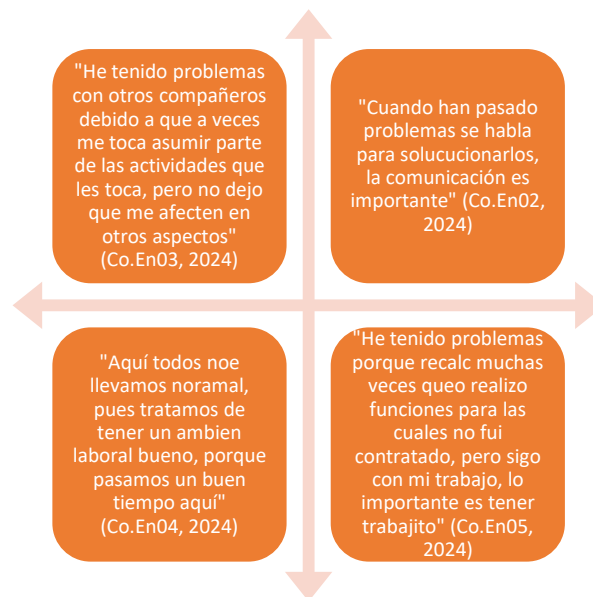 "He tenido problemas
con otros compañeros
debido a que a veces
me toca asumir parte
de las actividades que
les toca, pero no dejo
que me afecten en
otros aspectos"
(Co.En03, 2024)
"Cuando han pasado
problemas se habla
para solucucionarlos,
la comunicación es
importante" (Co.En02,
2024)
"Aquí todos noe
llevamos noramal,
pues tratamos de
tener un ambien
laboral bueno, porque
pasamos un buen
tiempo aquí"
(Co.En04, 2024)
"He tenido problemas
porque recalc muchas
veces queo realizo
funciones para las
cuales no fui
contratado, pero sigo
con mi trabajo, lo
importante es tener
trabajito" (Co.En05,
2024)